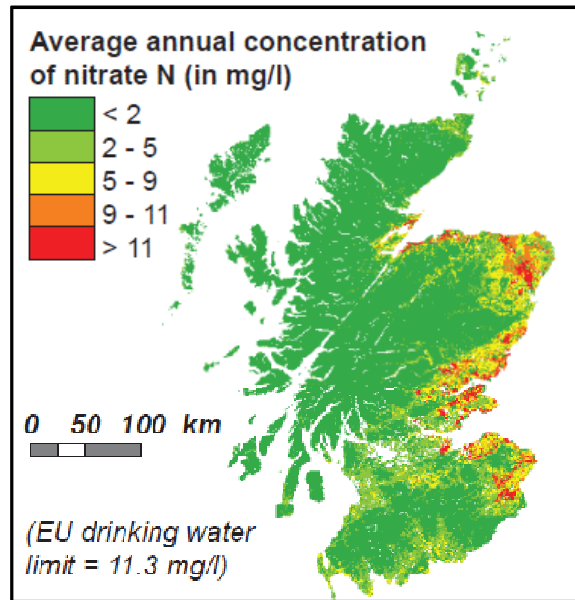 Average annual concentration
of nitrate N (in mg/l)
< 2
2 - 5
5 - 9
9 - 11
> 11
0 50 100 km
(EU drinking water
limit = 11.3 mg/l)